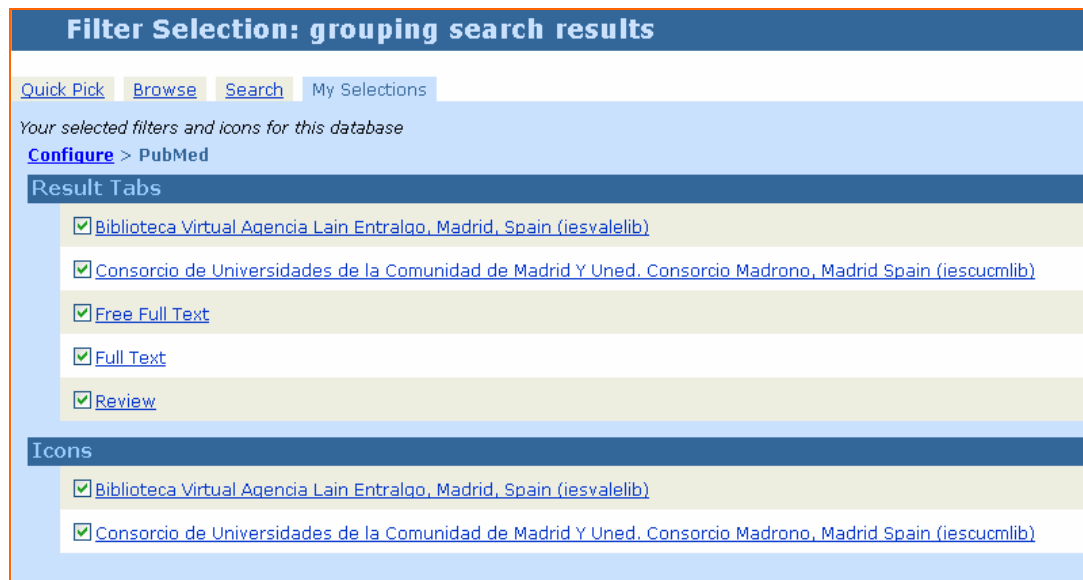 Filter Selection: grouping search results
Quick Pick Browse Search My Selections
Your selected filters and icons for this database
Configure > PubMed
Result Tabs
Biblioteca Virtual Agencia Lain Entralgo, Madrid, Spain (iesvalelib)
Consorcio de Universidades de la Comunidad de Madrid Y Uned. Consorcio Madrono, Madrid Spain (iescucmlib)
Free Full Text
Full Text
Review
Icons
Biblioteca Virtual Agencia Lain Entralgo, Madrid, Spain (iesvalelib)
Consorcio de Universidades de la Comunidad de Madrid Y Uned. Consorcio Madrono, Madrid Spain (iescucmlib)